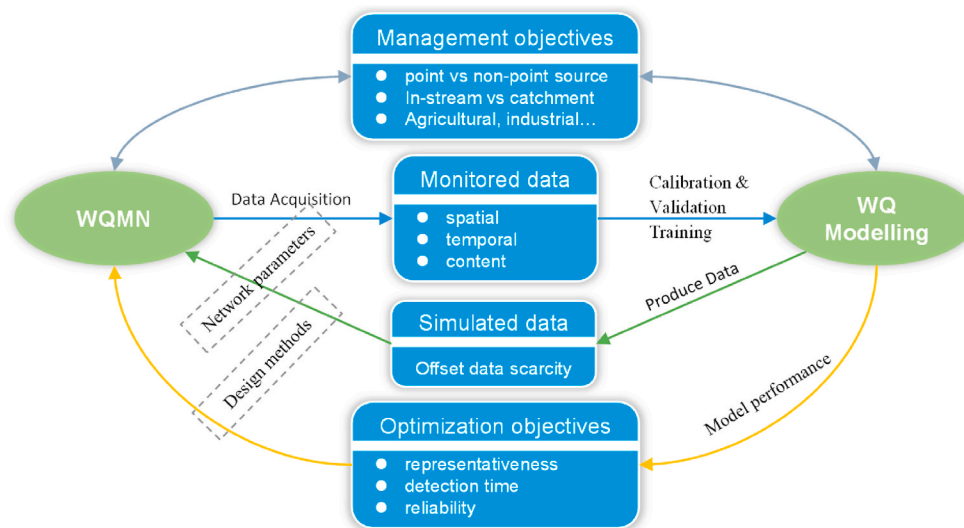 Management objectives
point vs non-point source
In-stream vs catchment
Agricultural, industrial...
WQMN
Data Acquisition
Monitored data
spatial
temporal
content
Calibration &
Validation
Training
WQ
Modelling
Network parameters
Produce Data
Simulated data
Offset data scarcity
Design methods
Model performance
Optimization objectives
representativeness
detection time
reliability